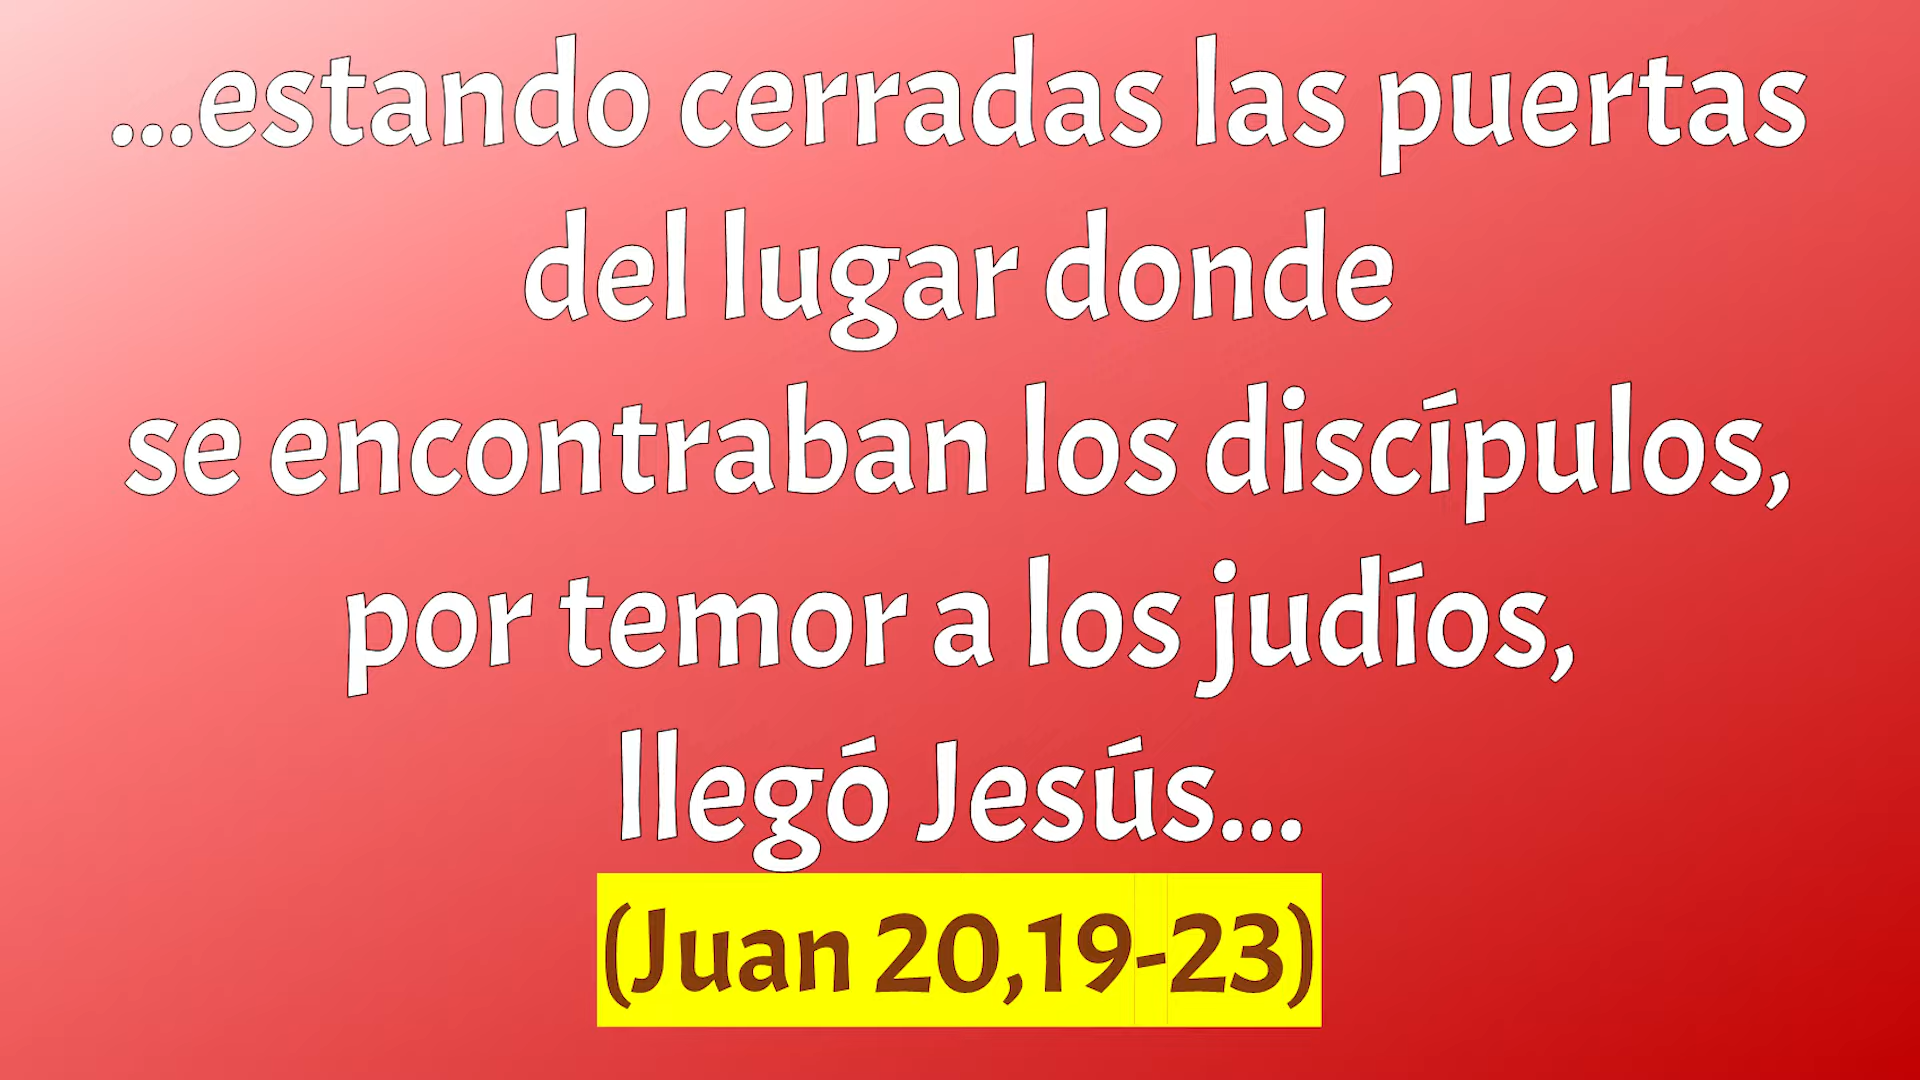 ...estando cerradas las puertas
del lugar donde
se encontraban los discípulos,
por temor a los judíos,
llegó Jesús...
(Juan 20,19-23)